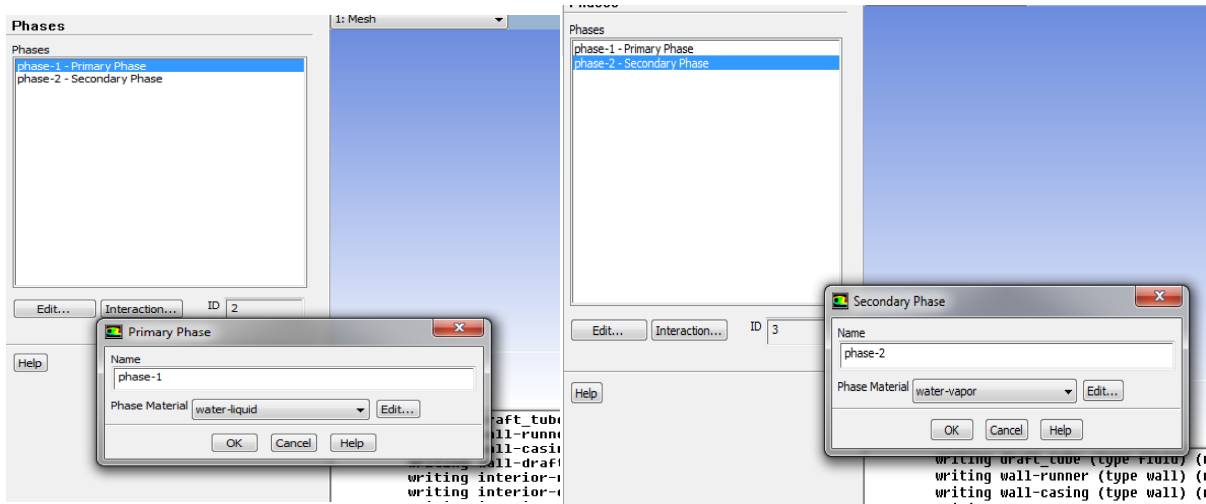 Phases
Phases
phase-1 - Primary Phase
phase-2 - Secondary Phase
1: Mesh
Edit...
Interaction...
ID
2
Help
Primary Phase
Name
phase-1
Phase Material
water-liquid
Edit...
OK
Cancel
Help
writing interior-
writing interior-
Phases
phase-1 - Primary Phase
phase-2 - Secondary Phase
Edit...
Interaction...
ID
3
Help
Secondary Phase
Name
phase-2
Phase Material
water-vapor
Edit...
OK
Cancel
Help
writing draft_tube (type fluid) (
writing wall-runner (type wall) (
writing wall-casing (type wall) (